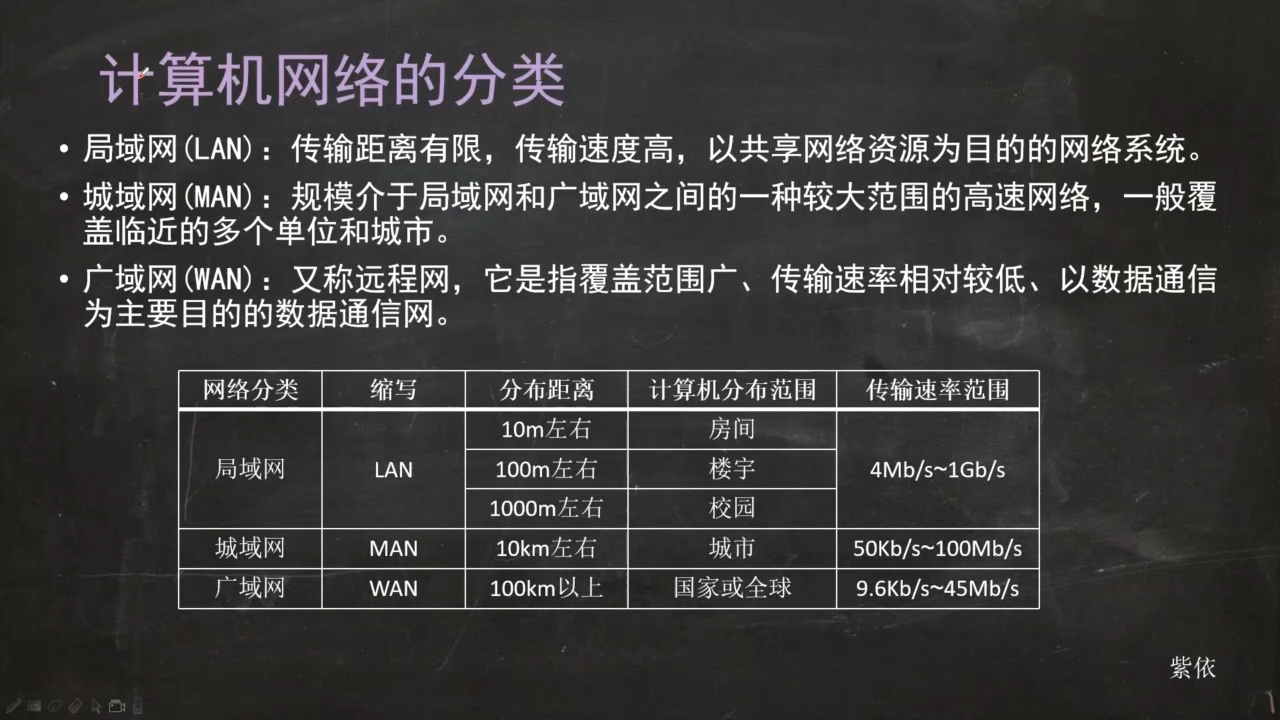 计算机网络的分类
• 局域网(LAN)：传输距离有限，传输速度高，以共享网络资源为目的的网络系统。
• 城域网(MAN)：规模介于局域网和广域网之间的一种较大范围的高速网络，一般覆
盖临近的多个单位和城市。
• 广域网(WAN)：又称远程网，它是指覆盖范围广、传输速率相对较低、以数据通信
为主要目的的数据通信网。
网络分类 缩写 分布距离 计算机分布范围 传输速率范围
10m左右 房间
局域网 LAN 100m左右 楼宇 4Mb/s~1Gb/s
1000m左右 校园
城域网 MAN 10km左右 城市 50Kb/s~100Mb/s
广域网 WAN 100km以上 国家或全球 9.6Kb/s~45Mb/s
紫依